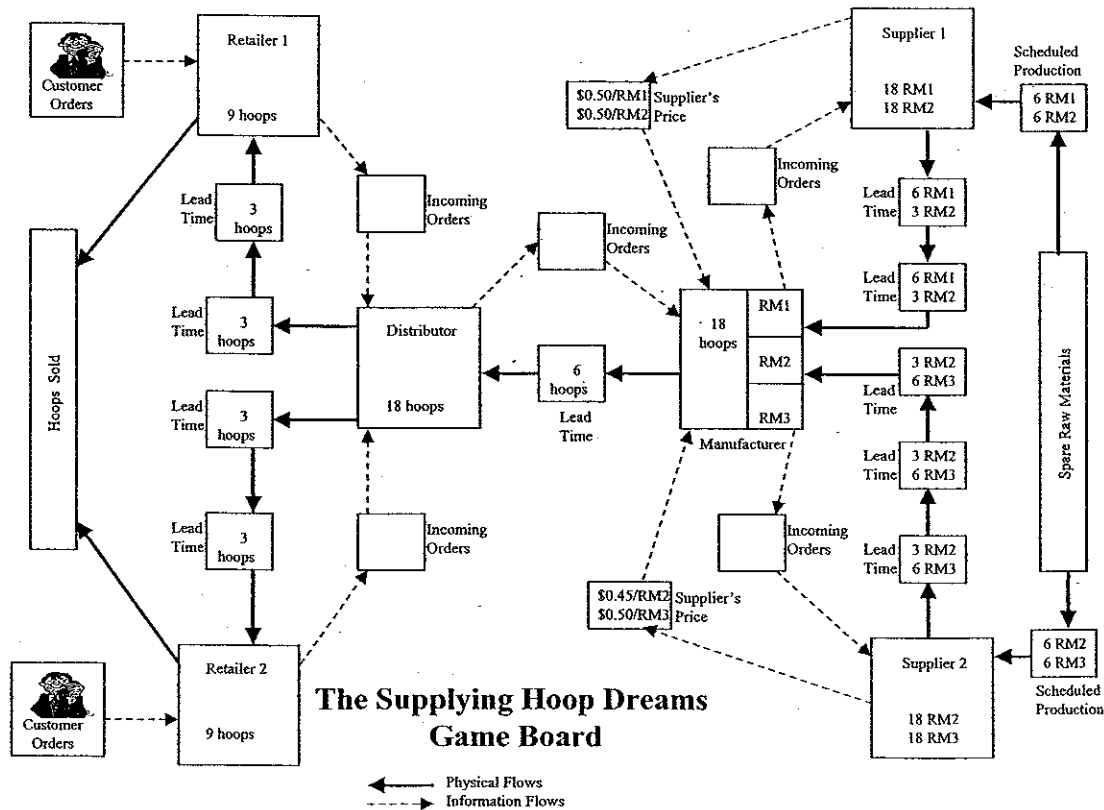 Retailer 1
9 hoops
Customer
Orders
Lead
Time
3
hoops
Incoming
Orders
Lead
Time
3
hoops
Hoops Sold
Distributor
18 hoops
Lead
Time
3
hoops
Lead
Time
3
hoops
Incoming
Orders
Retailer 2
9 hoops
Customer
Orders
Incoming
Orders
6
hoops
Lead
Time
$0.50/RM1
$0.50/RM2
Supplier's
Price
Incoming
Orders
18
hoops
RM1
RM2
RM3
Manufacturer
Incoming
Orders
$0.45/RM2
$0.50/RM3
Supplier's
Price
Supplier 1
18 RM1
18 RM2
Scheduled
Production
6 RM1
6 RM2
Lead
Time
6 RM1
3 RM2
Lead
Time
6 RM1
3 RM2
3 RM2
6 RM3
Lead
Time
Lead
Time
3 RM2
6 RM3
Lead
Time
3 RM2
6 RM3
Spare Raw Materials
Supplier 2
18 RM2
18 RM3
6 RM2
6 RM3
Scheduled
Production
The Supplying Hoop Dreams
Game Board
Physical Flows
Information Flows